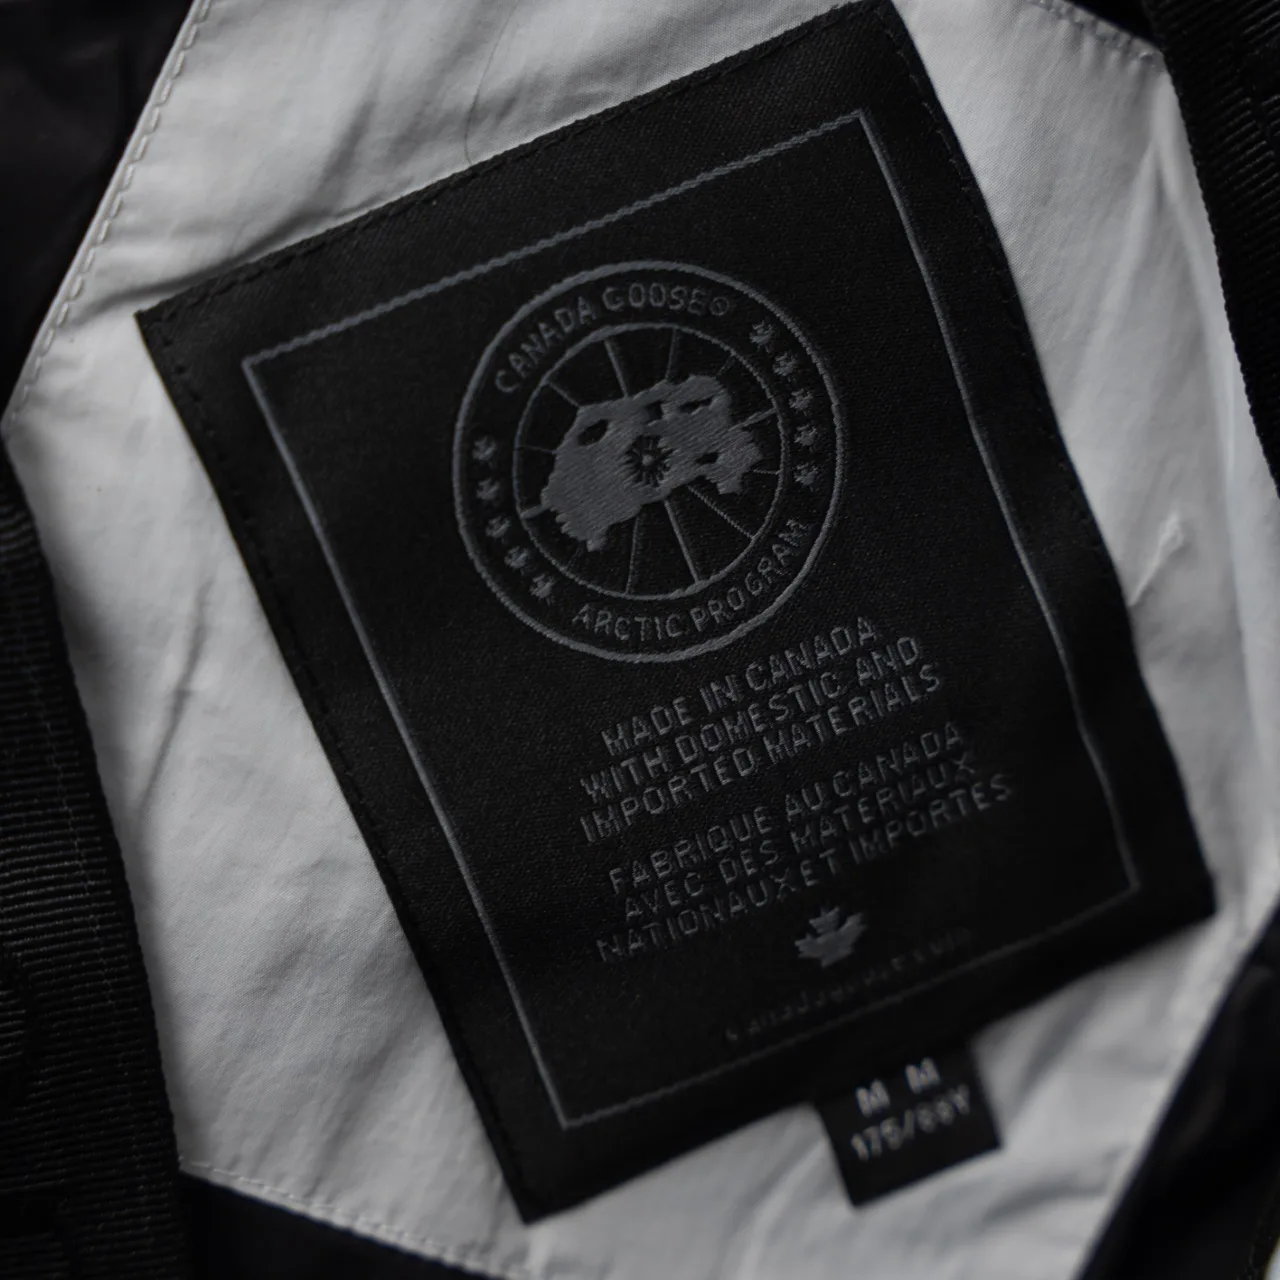 CANADA GOOSE®
ARCTIC PROGRAM
MADE IN CANADA
WITH DOMESTIC AND
IMPORTED MATERIALS
FABRIQUE AU CANADA
AVEC DES MATERIAUX
NATIONAUX ET IMPORTES
M M